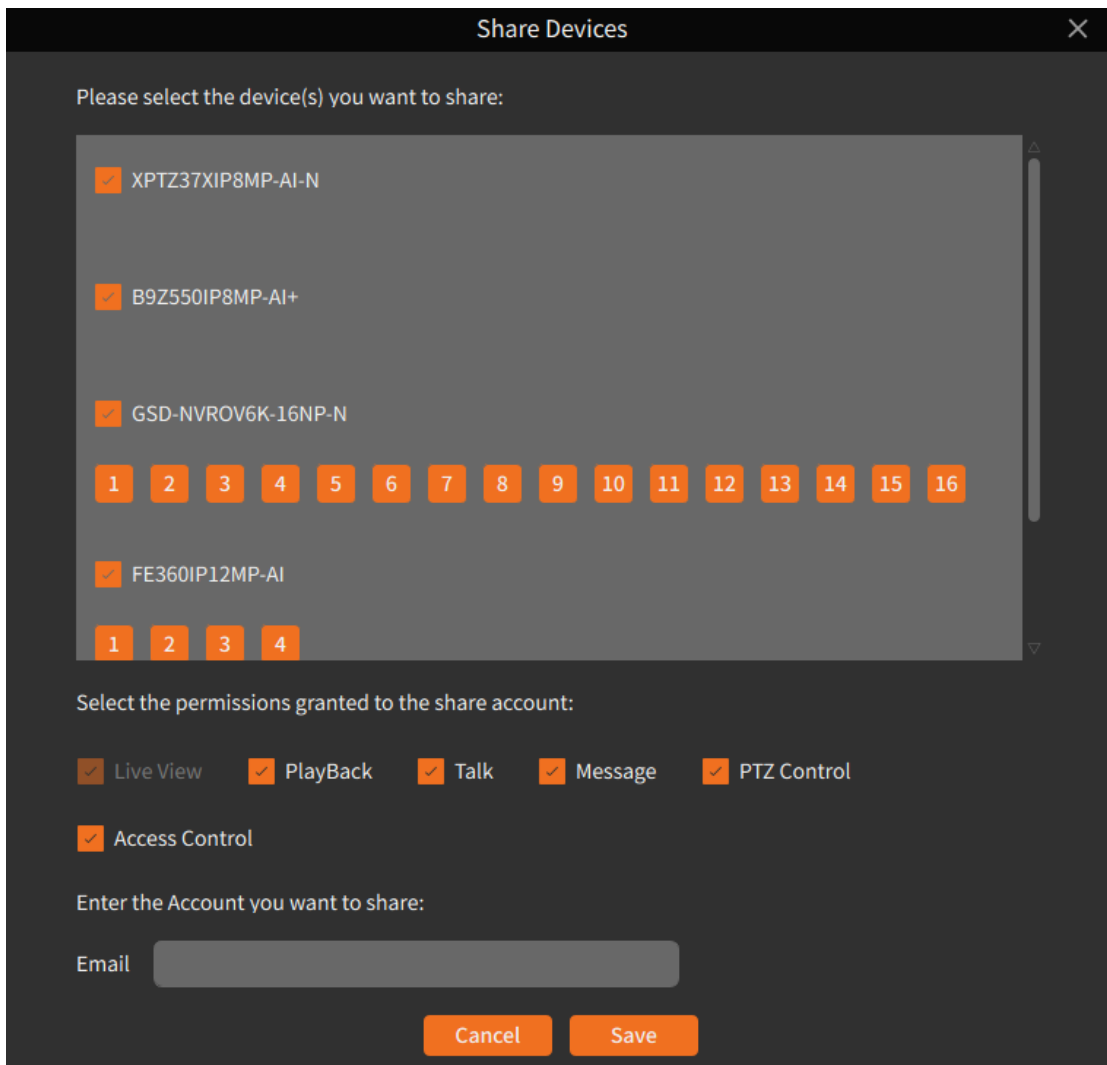 Share Devices
Please select the device(s) you want to share:
XPTZ37XIP8MP-AI-N
B9Z550IP8MP-AI+
GSD-NVROV6K-16NP-N
1 2 3 4 5 6 7 8 9 10 11 12 13 14 15 16
FE360IP12MP-AI
1 2 3 4
Select the permissions granted to the share account:
Live View PlayBack Talk Message PTZ Control
Access Control
Enter the Account you want to share:
Email
Cancel Save